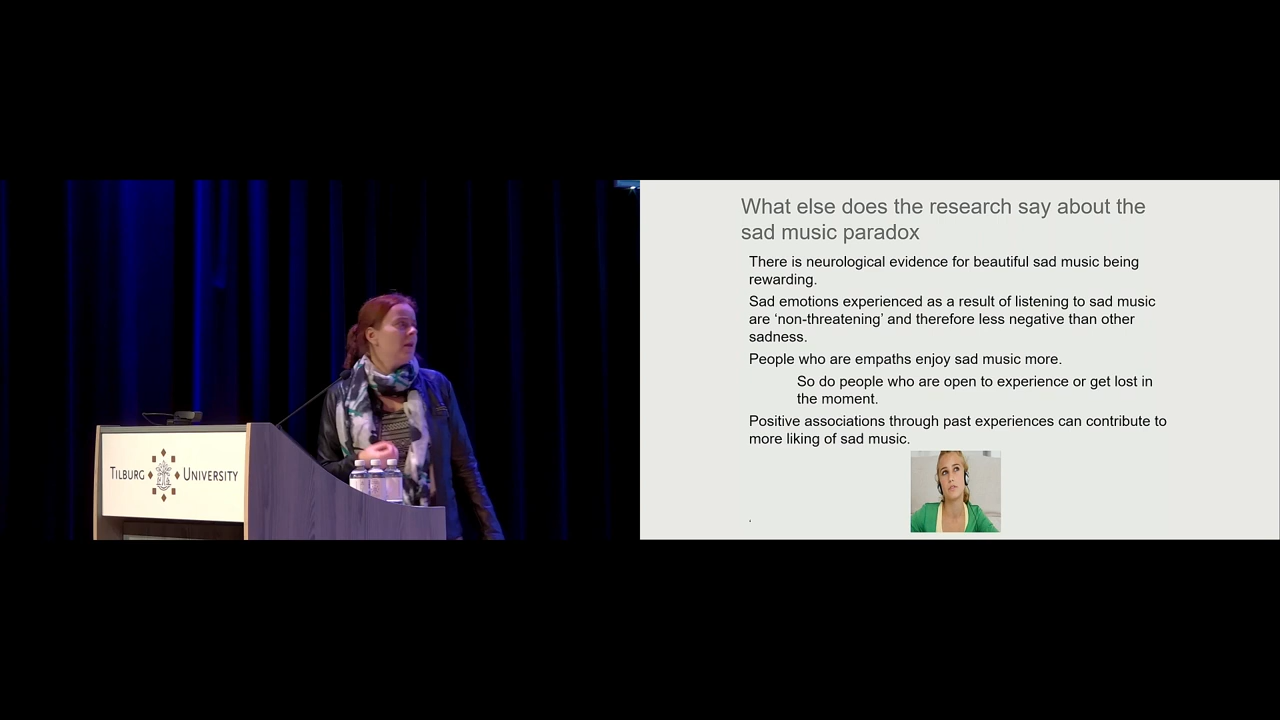 TILBURG UNIVERSITY
What else does the research say about the
sad music paradox
There is neurological evidence for beautiful sad music being
rewarding.
Sad emotions experienced as a result of listening to sad music
are ‘non-threatening’ and therefore less negative than other
sadness.
People who are empaths enjoy sad music more.
So do people who are open to experience or get lost in
the moment.
Positive associations through past experiences can contribute to
more liking of sad music.
.